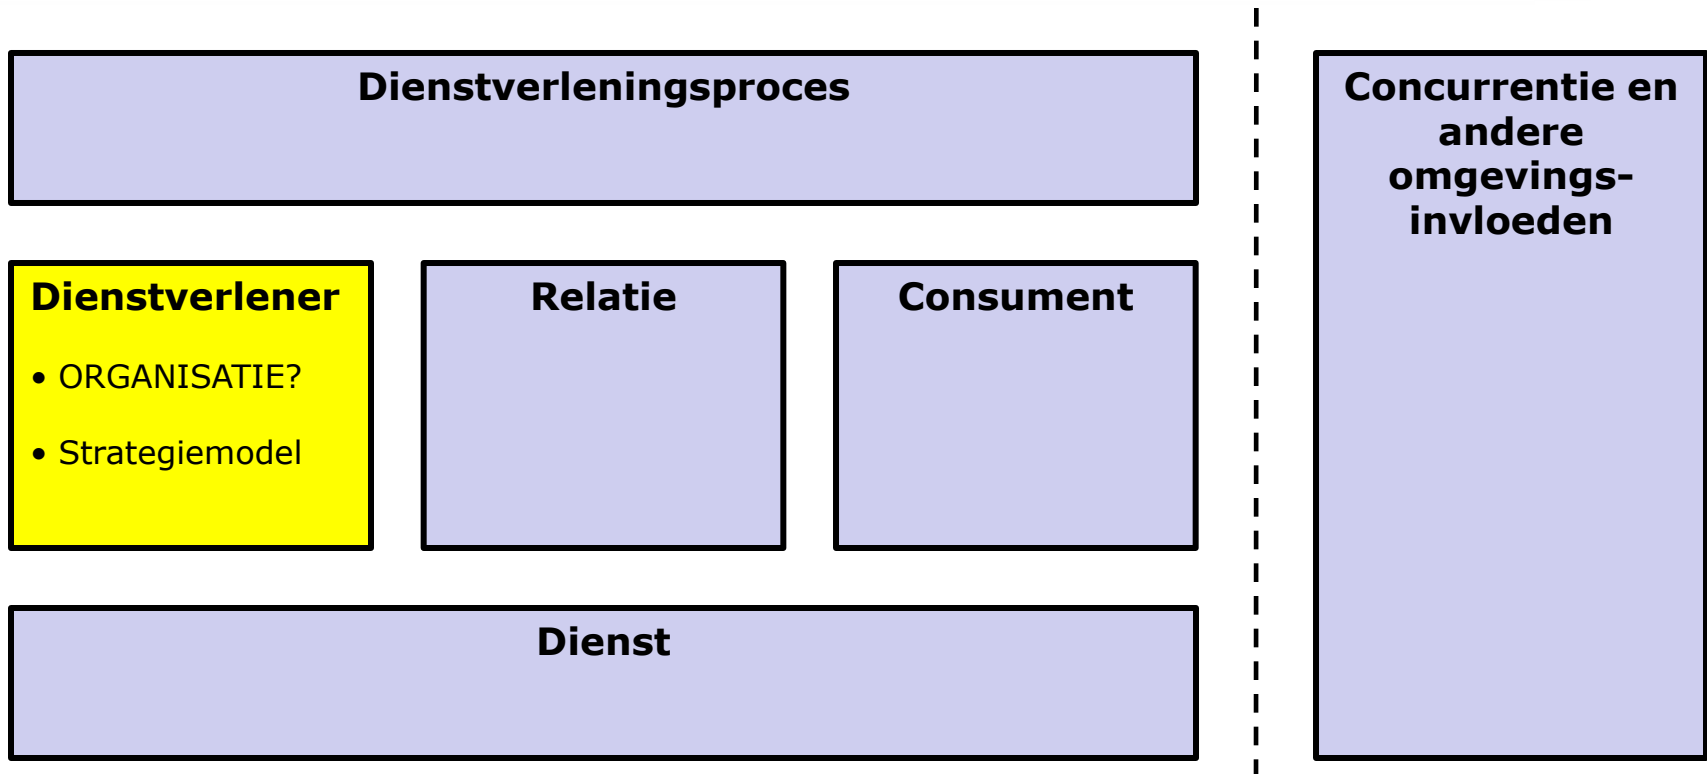 Dienstverleningsproces
Concurrentie en
andere
omgevings-
invloeden
Dienstverlener
• ORGANISATIE?
• Strategiemodel
Relatie
Consument
Dienst